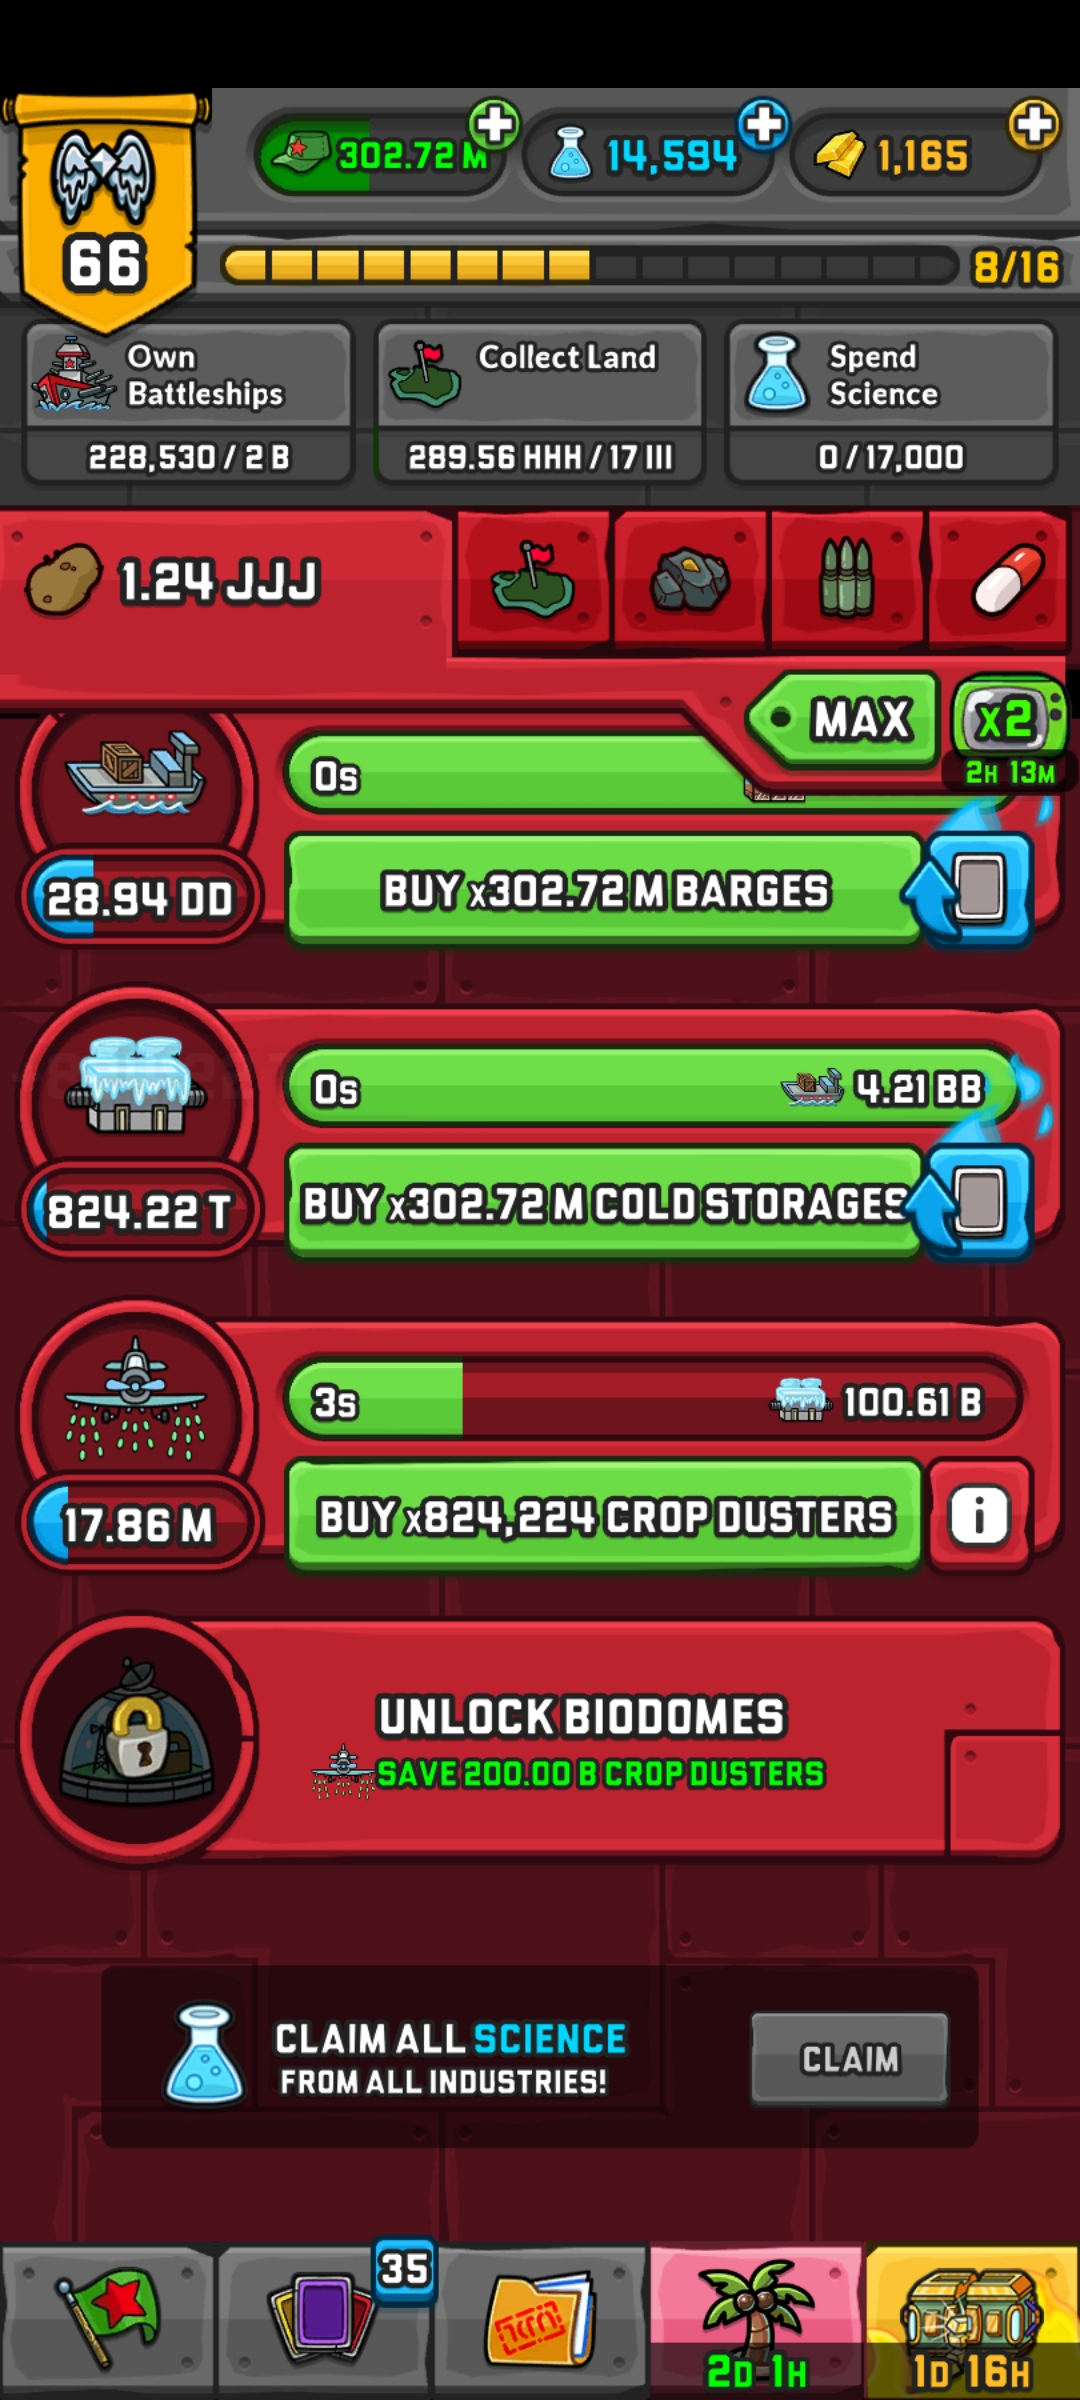 302.72 M
14,594
1,165
66
8/16
Own
Battleships
228,530 / 2 B
Collect Land
289.56 HHH / 17 III
Spend
Science
0 / 17,000
1.24 JJJ
MAX
x2
2H 13M
0s
28.94 DD
BUY x302.72 M BARGES
0s
4.21 BB
824.22 T
BUY x302.72 M COLD STORAGES
3s
100.61 B
17.86 M
BUY x824,224 CROP DUSTERS
i
UNLOCK BIODOMES
SAVE 200.00 B CROP DUSTERS
CLAIM ALL SCIENCE
FROM ALL INDUSTRIES!
CLAIM
35
2D 1H
1D 16H